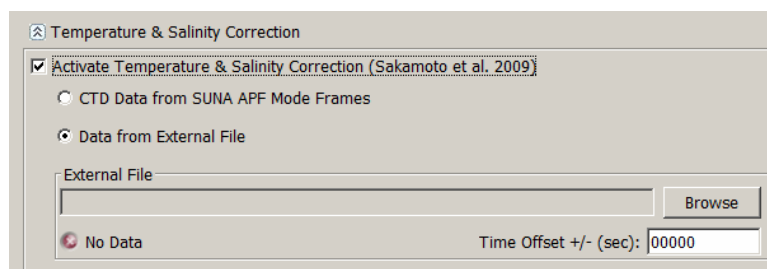 Temperature & Salinity Correction
Activate Temperature & Salinity Correction (Sakamoto et al. 2009)
CTD Data from SUNA APF Mode Frames
Data from External File
External File
Browse
No Data Time Offset +/- (sec): 00000